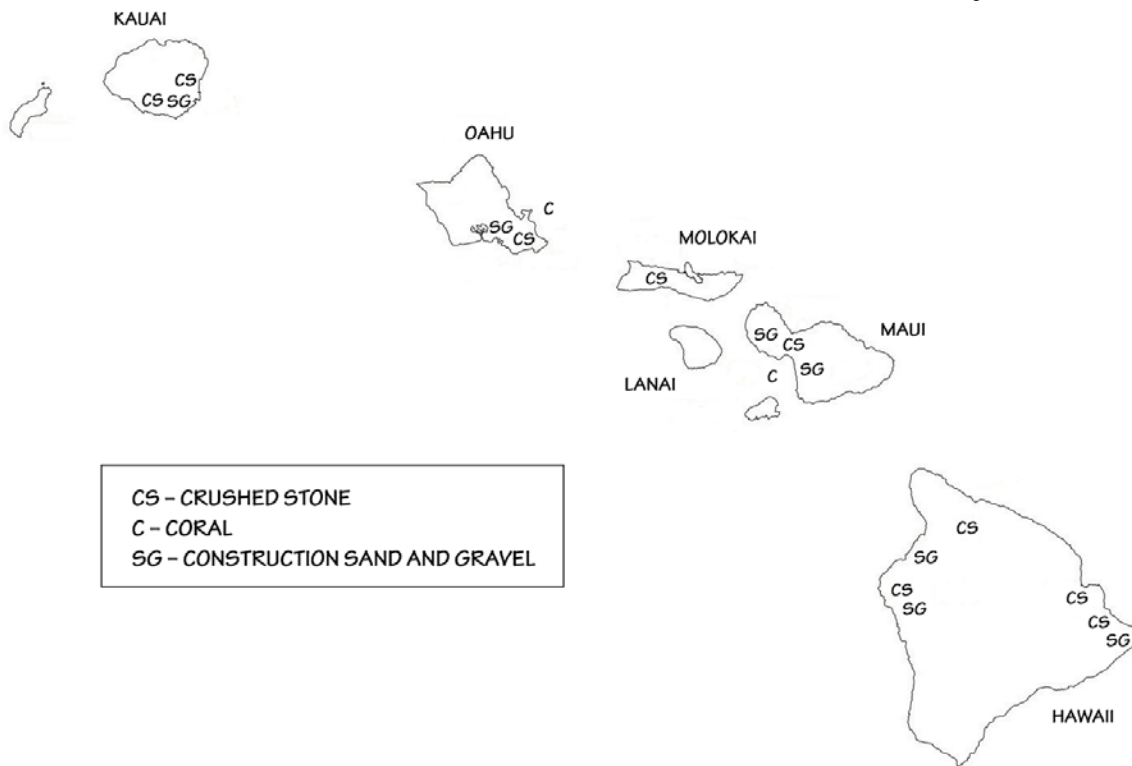 KAUAI
CS
CS SG
OAHU
C
SG
CS
MOLOKAI
CS
MAUI
SG
CS
SG
LANAI
C
CS – CRUSHED STONE
C – CORAL
SG – CONSTRUCTION SAND AND GRAVEL
CS
SG
CS
SG
CS
CS
SG
HAWAII